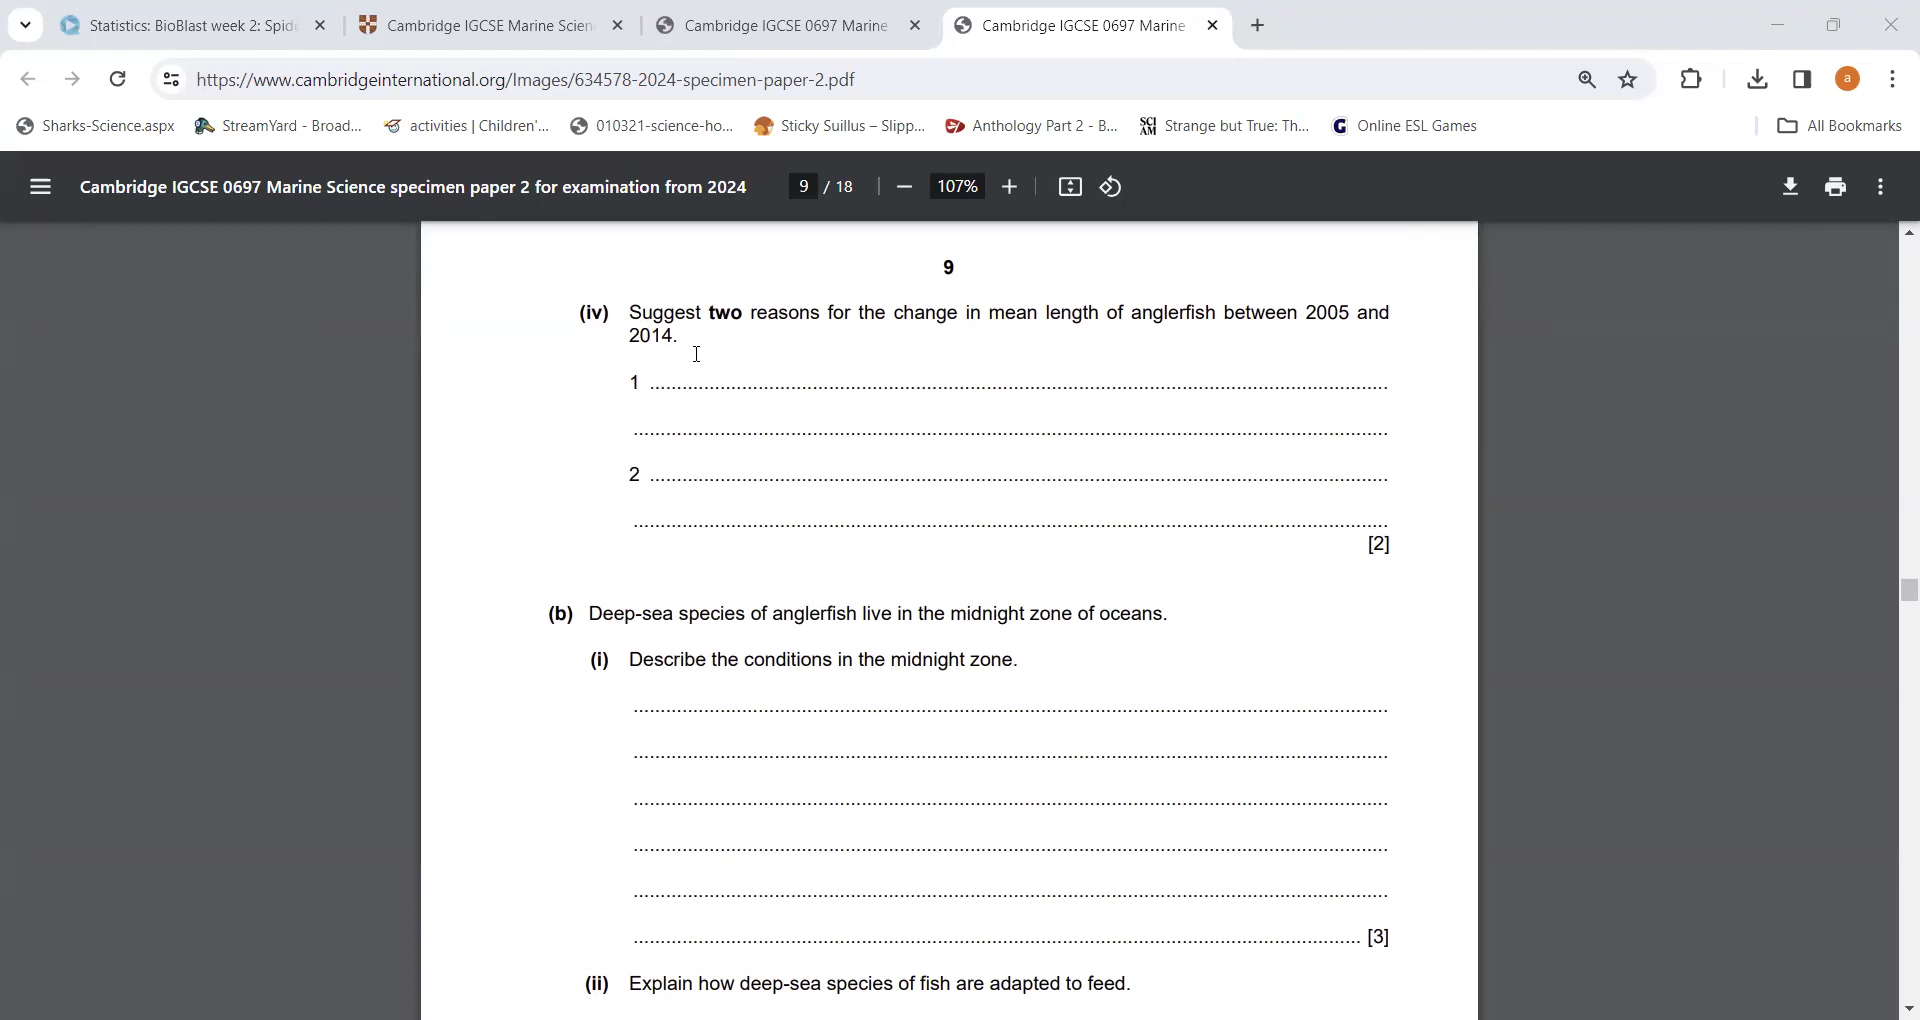 Statistics: BioBlast week 2: Spid
Cambridge IGCSE Marine Scien
Cambridge IGCSE 0697 Marine
Cambridge IGCSE 0697 Marine
https://www.cambridgeinternational.org/Images/634578-2024-specimen-paper-2.pdf
a
Sharks-Science.aspx
StreamYard - Broad...
activities | Children'...
010321-science-ho...
Sticky Suillus – Slipp...
Anthology Part 2 - B...
SCI AM
Strange but True: Th...
G
Online ESL Games
All Bookmarks
Cambridge IGCSE 0697 Marine Science specimen paper 2 for examination from 2024
9 / 18
107%
9
(iv) Suggest two reasons for the change in mean length of anglerfish between 2005 and
2014.
1 ..........................................................................
..........................................................................
2 ..........................................................................
..........................................................................
[2]
(b) Deep-sea species of anglerfish live in the midnight zone of oceans.
(i) Describe the conditions in the midnight zone.
..........................................................................
..........................................................................
..........................................................................
..........................................................................
..........................................................................
.......................................................................... [3]
(ii) Explain how deep-sea species of fish are adapted to feed.